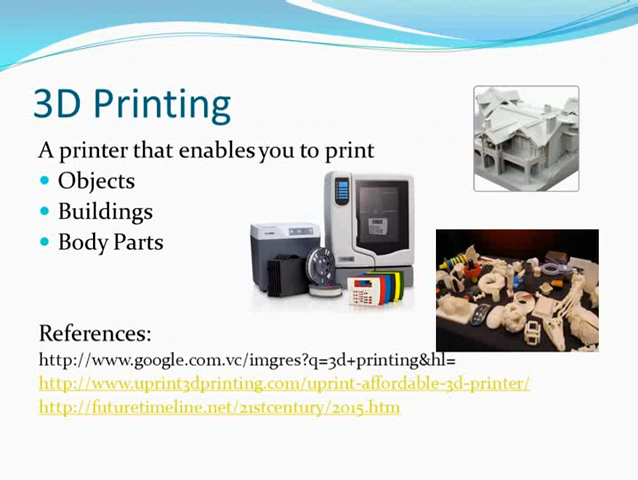 3D Printing
A printer that enables you to print
Objects
Buildings
Body Parts
References:
http://www.google.com.vc/imgres?q=3d+printing&hl=
http://www.uprint3dprinting.com/uprint-affordable-3d-printer/
http://futuretimeline.net/21stcentury/2015.htm